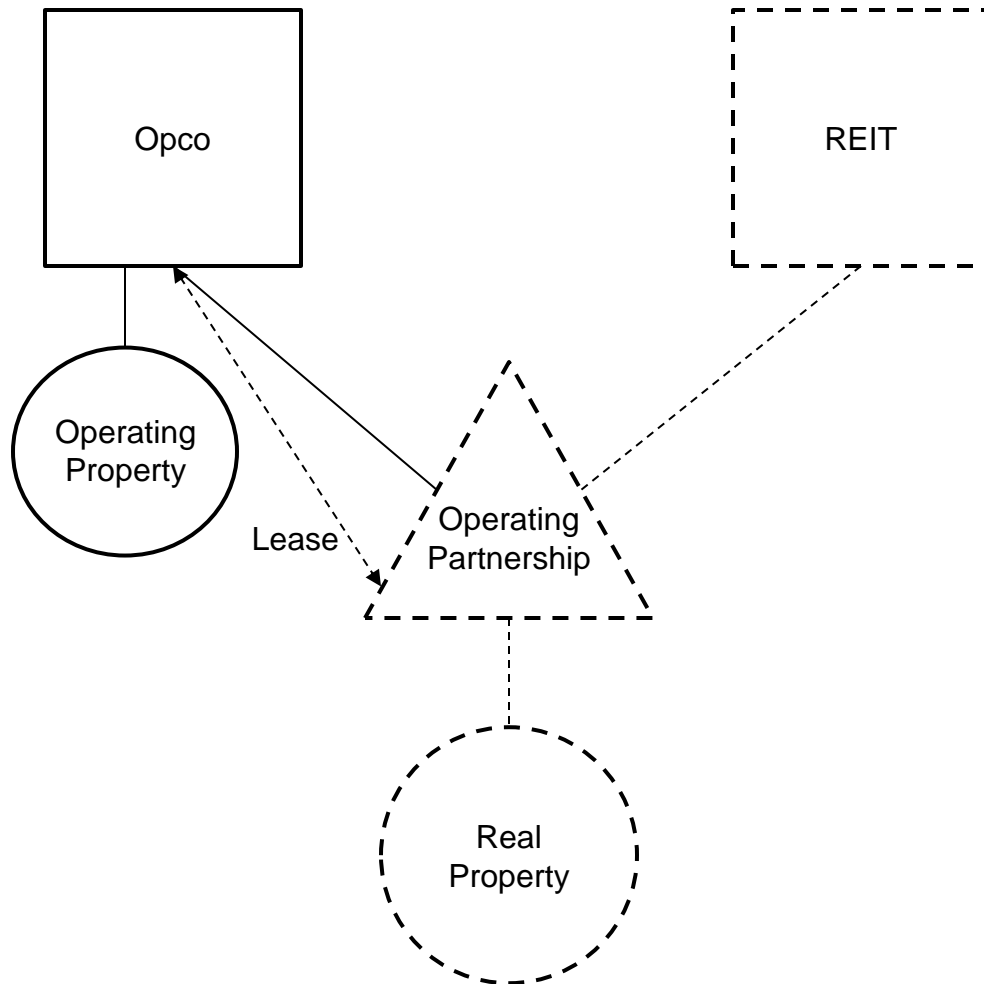 Opco
REIT
Operating
Property
Lease
Operating
Partnership
Real
Property